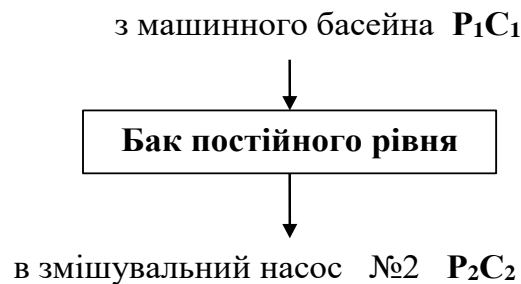 з машинного басейна P₁C₁
Бак постійного рівня
в змішувальний насос №2 P₂C₂